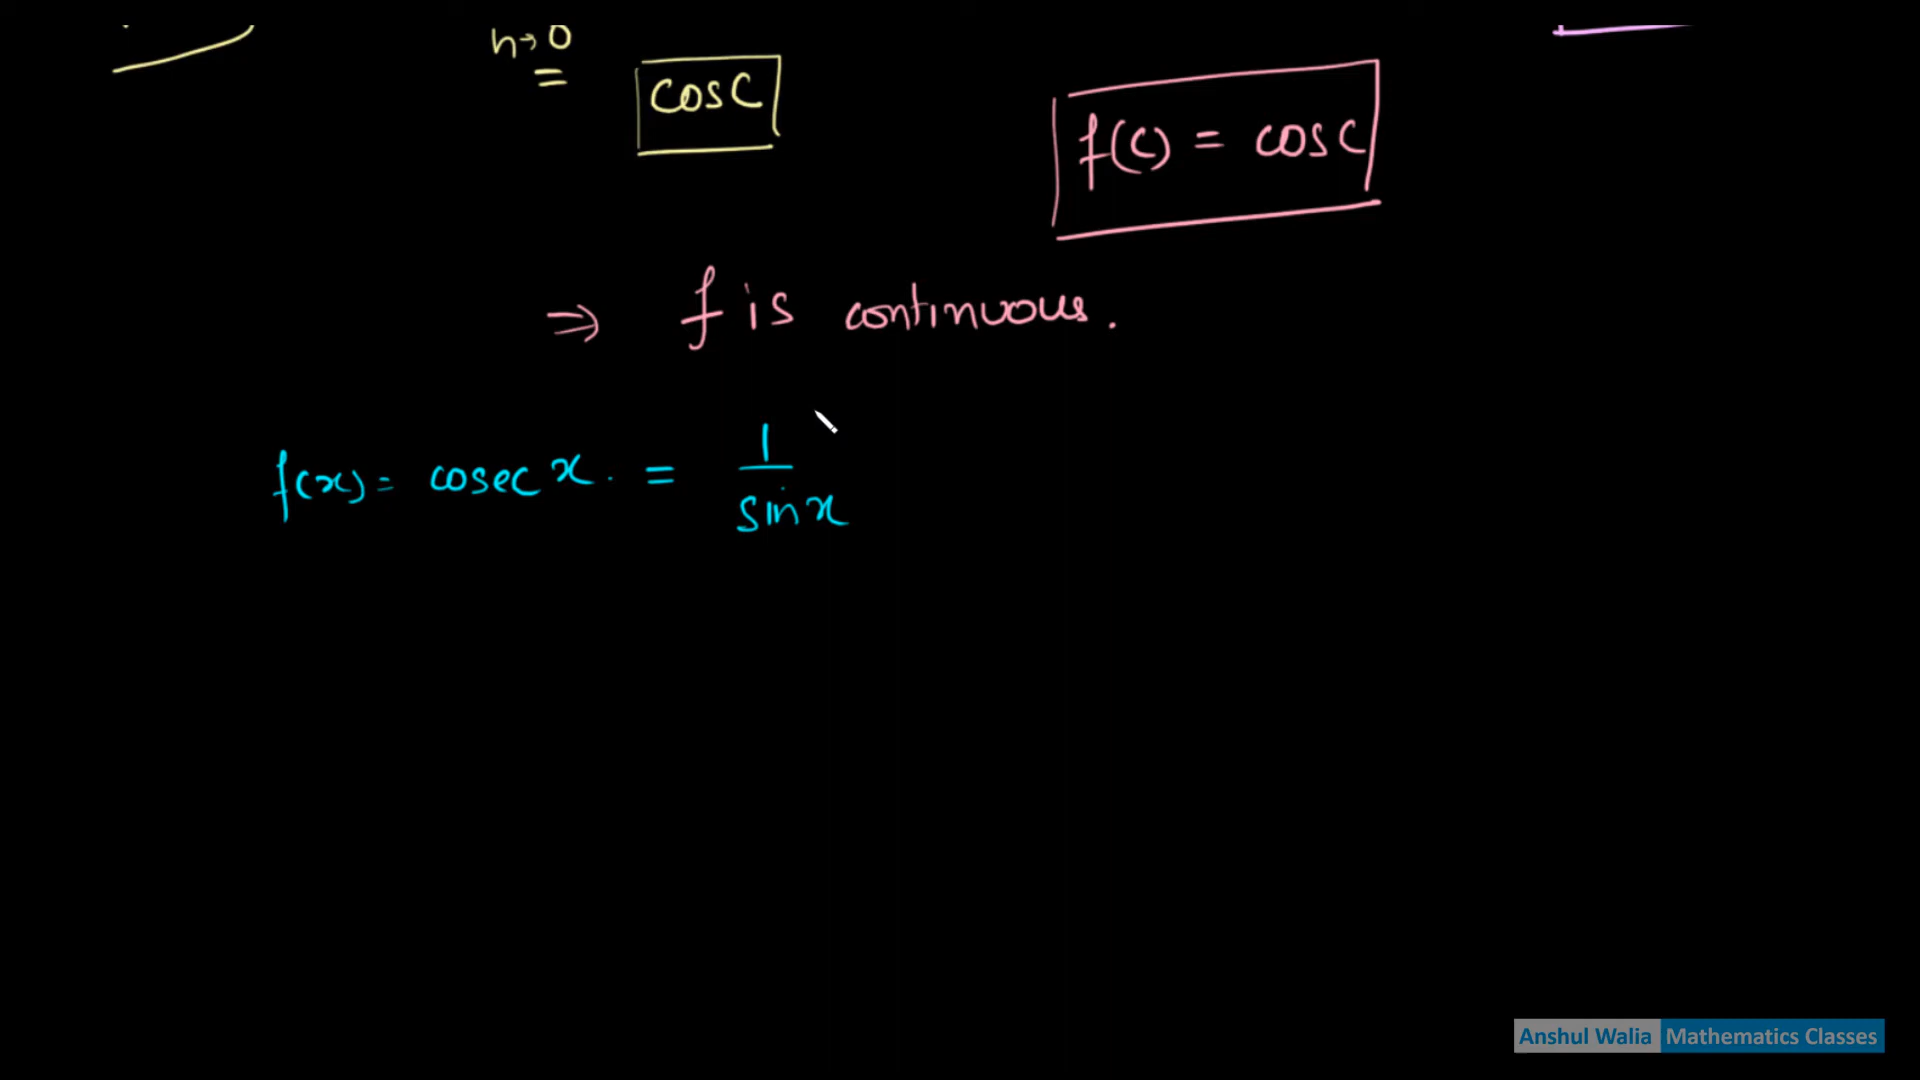 h→0
= cosC
f(c) = cosC
⇒ f is continuous.
f(x) = cosec x. = 1/sinx
Anshul Walia Mathematics Classes